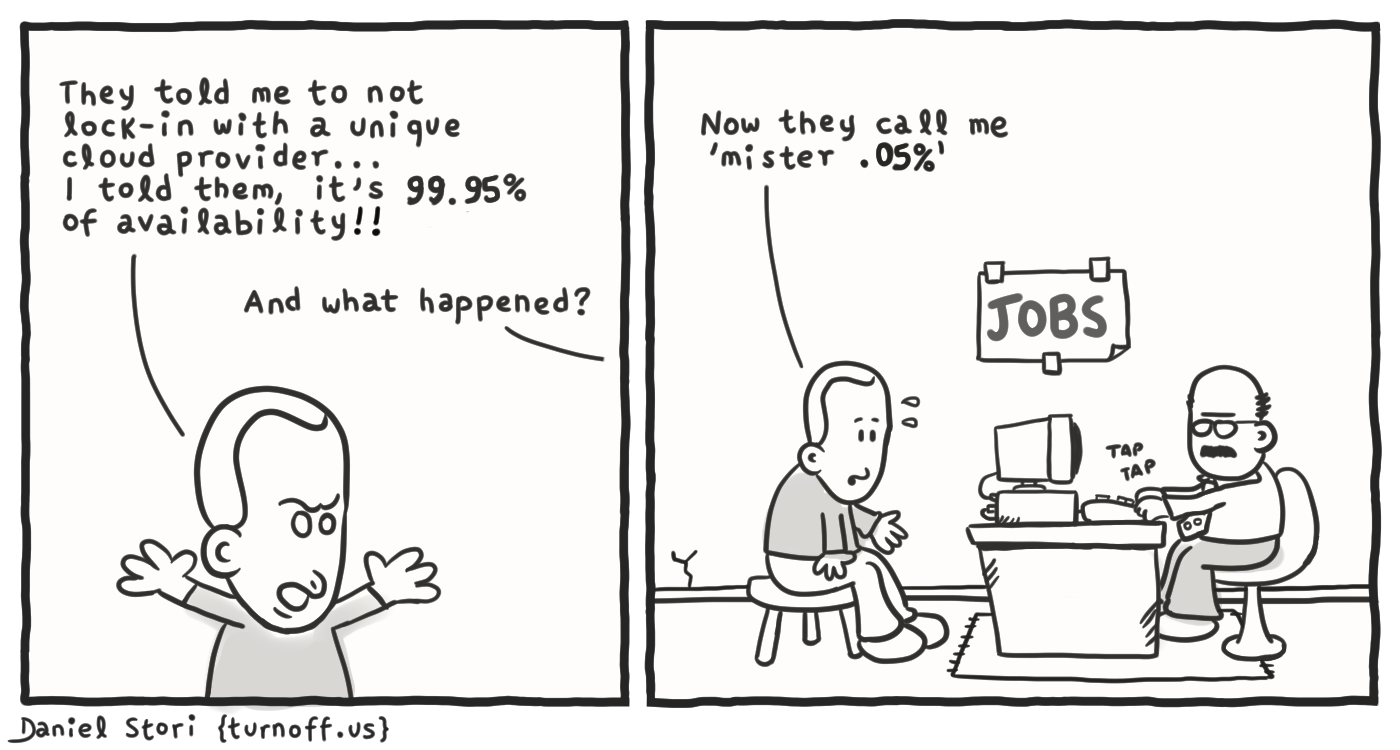 They told me to not
lock-in with a unique
cloud provider...
I told them, it's 99.95%
of availability!!
And what happened?
Now they call me
'mister .05%'
JOBS
TAP
TAP
Daniel Stori {turnoff.us}